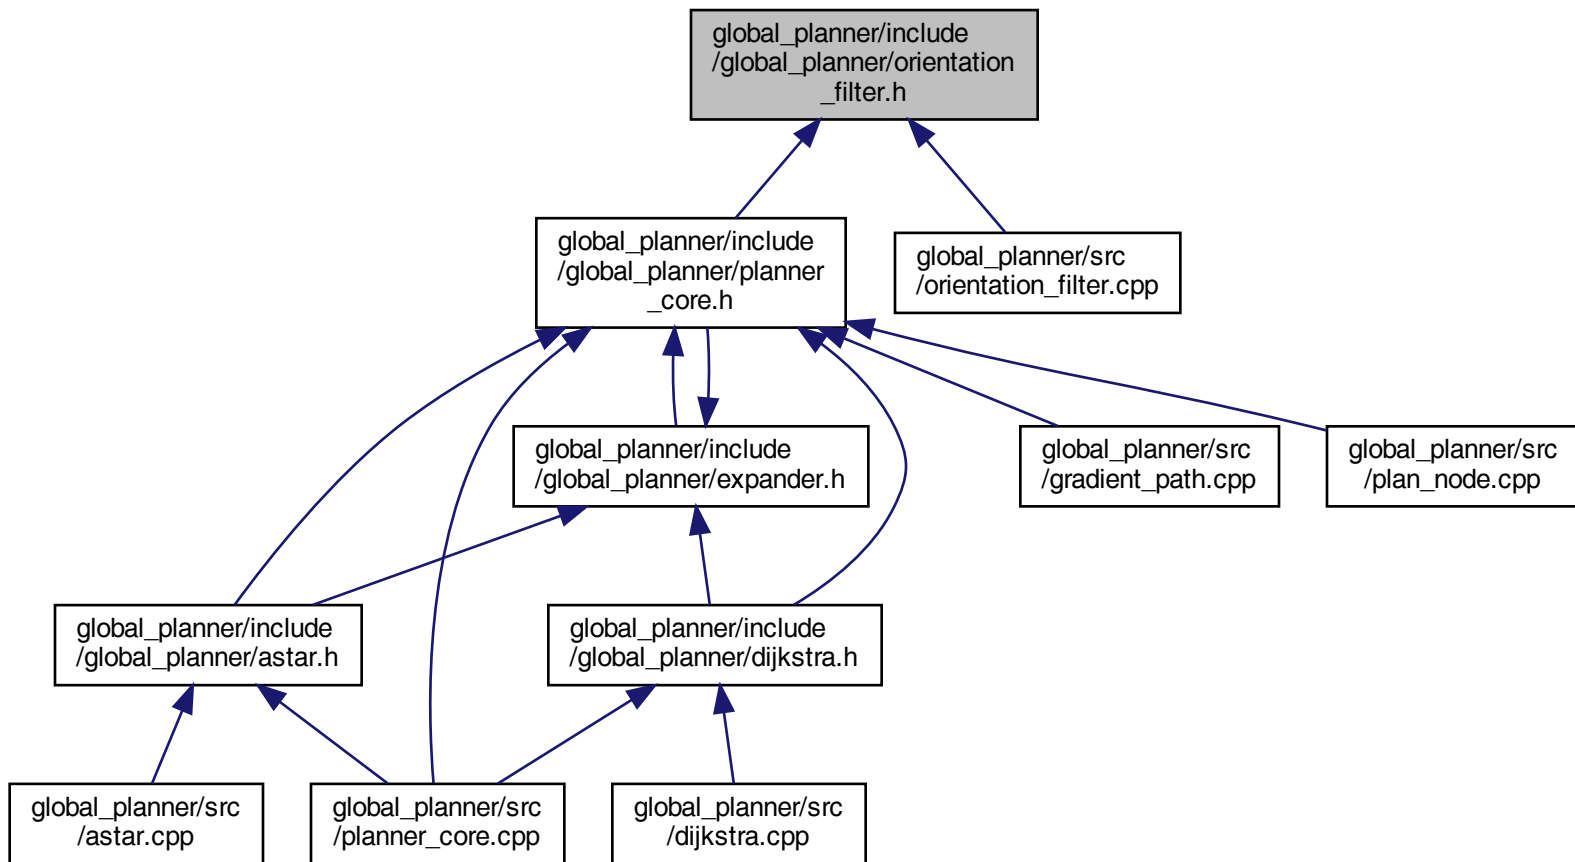 global_planner/include
/global_planner/orientation
_filter.h
global_planner/include
/global_planner/planner
_core.h
global_planner/src
/orientation_filter.cpp
global_planner/include
/global_planner/expander.h
global_planner/src
/gradient_path.cpp
global_planner/src
/plan_node.cpp
global_planner/include
/global_planner/astar.h
global_planner/include
/global_planner/dijkstra.h
global_planner/src
/astar.cpp
global_planner/src
/planner_core.cpp
global_planner/src
/dijkstra.cpp